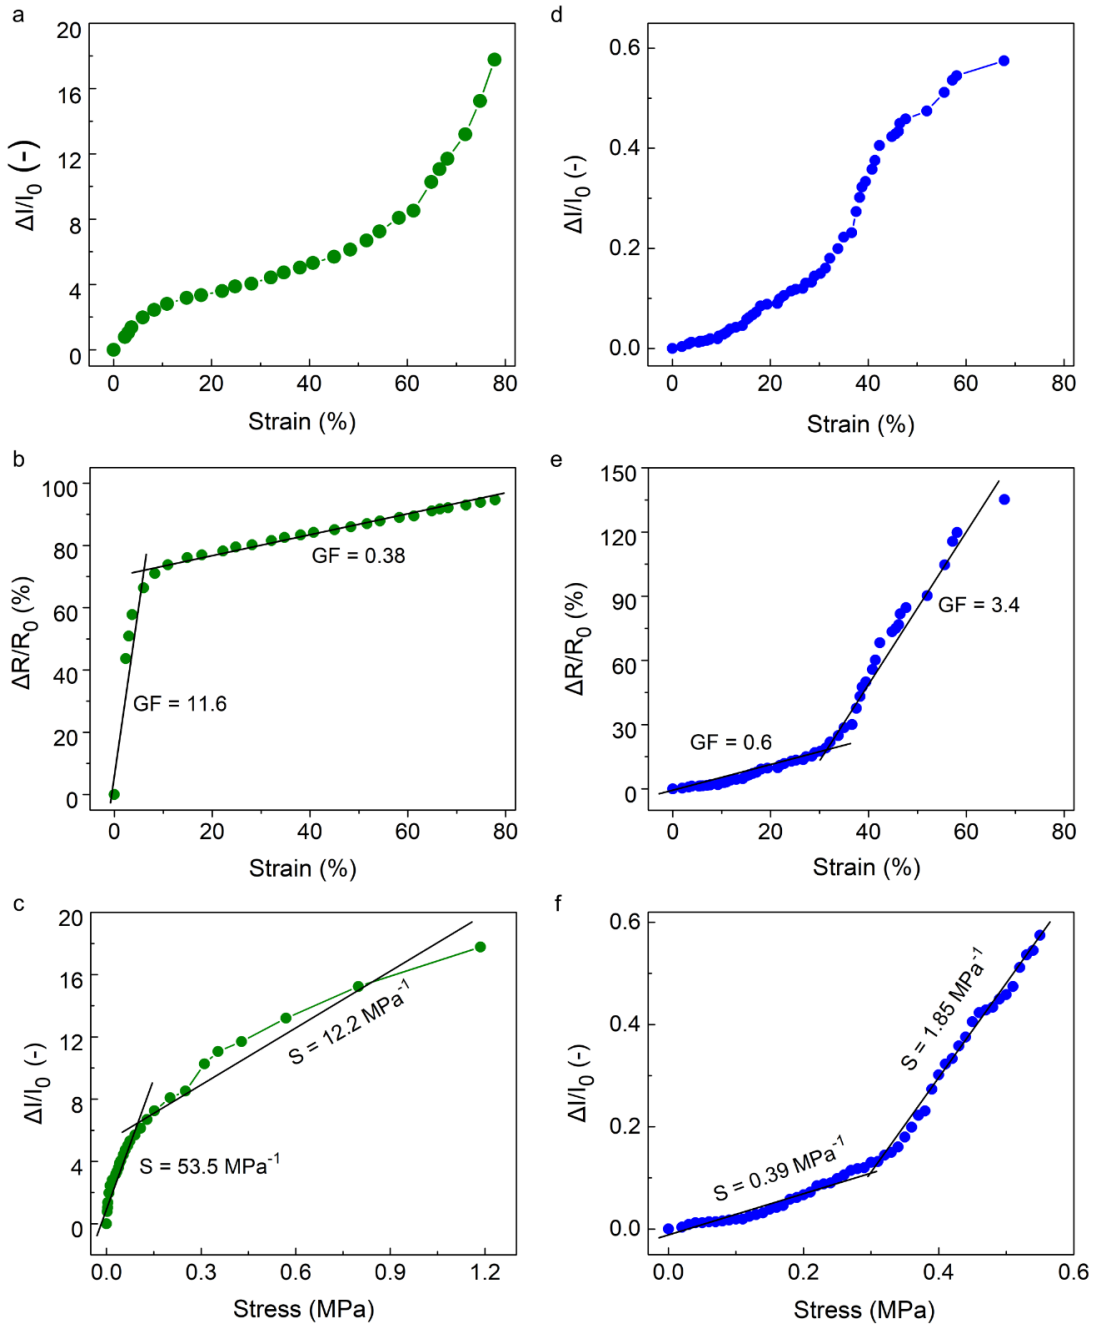 a
20
16
12
8
4
0
ΔI/I0 (-)
0 20 40 60 80
Strain (%)
d
0.6
0.4
0.2
0.0
ΔI/I0 (-)
0 20 40 60 80
Strain (%)
b
100
80
60
40
20
0
ΔR/R0 (%)
GF = 0.38
GF = 11.6
0 20 40 60 80
Strain (%)
e
150
120
90
60
30
0
ΔR/R0 (%)
GF = 3.4
GF = 0.6
0 20 40 60 80
Strain (%)
c
20
16
12
8
4
0
ΔI/I0 (-)
S = 12.2 MPa-1
S = 53.5 MPa-1
0.0 0.3 0.6 0.9 1.2
Stress (MPa)
f
0.6
0.4
0.2
0.0
ΔI/I0 (-)
S = 1.85 MPa-1
S = 0.39 MPa-1
0.0 0.2 0.4 0.6
Stress (MPa)